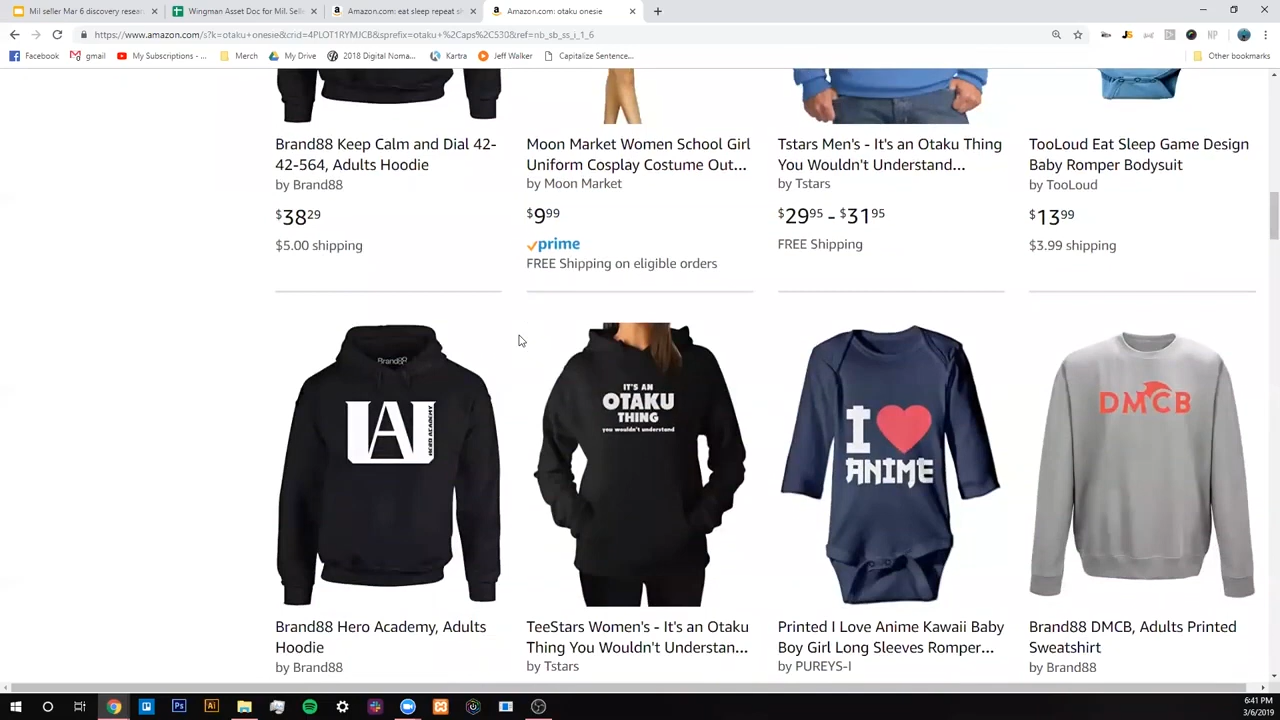 Mil seller Mar 6 discovery resea
Wingman Asset Doc for Mil. Selle
Amazon.com: eat sleep repeat s
Amazon.com: otaku onesie
https://www.amazon.com/s?k=otaku+onesie&crid=4PLOT1RYMJCB&sprefix=otaku+%2Caps%2C530&ref=nb_sb_ss_i_1_6
Facebook
gmail
My Subscriptions - ...
Merch
My Drive
2018 Digital Noma...
Kartra
Jeff Walker
Capitalize Sentence...
Other bookmarks
Brand88 Keep Calm and Dial 42-
42-564, Adults Hoodie
by Brand88
$38 29
$5.00 shipping
Moon Market Women School Girl
Uniform Cosplay Costume Out...
by Moon Market
$9 99
prime
FREE Shipping on eligible orders
Tstars Men's - It's an Otaku Thing
You Wouldn't Understand...
by Tstars
$29 95 - $31 95
FREE Shipping
TooLoud Eat Sleep Game Design
Baby Romper Bodysuit
by TooLoud
$13 99
$3.99 shipping
Brand88
UA
HERO ACADEMY
IT'S AN
OTAKU
THING
you wouldn't understand
I
ANIME
DMCB
Brand88 Hero Academy, Adults
Hoodie
by Brand88
TeeStars Women's - It's an Otaku
Thing You Wouldn't Understan...
by Tstars
Printed I Love Anime Kawaii Baby
Boy Girl Long Sleeves Romper...
by PUREYS-I
Brand88 DMCB, Adults Printed
Sweatshirt
by Brand88
6:41 PM
3/6/2019